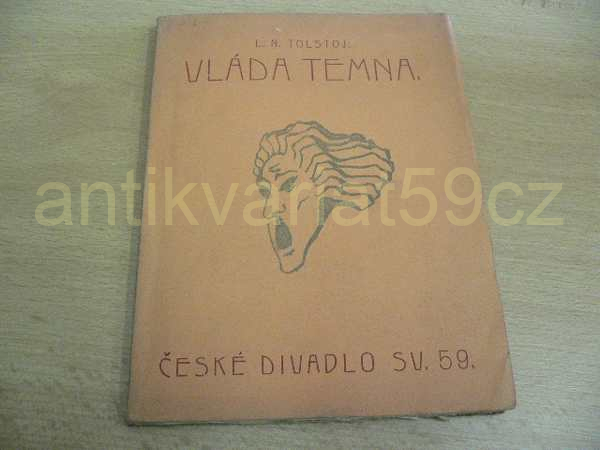 L. N. TOLSTOJ:
VLÁDA TEMNA.
antikvariat59cz
ČESKÉ DIVADLO SV. 59.